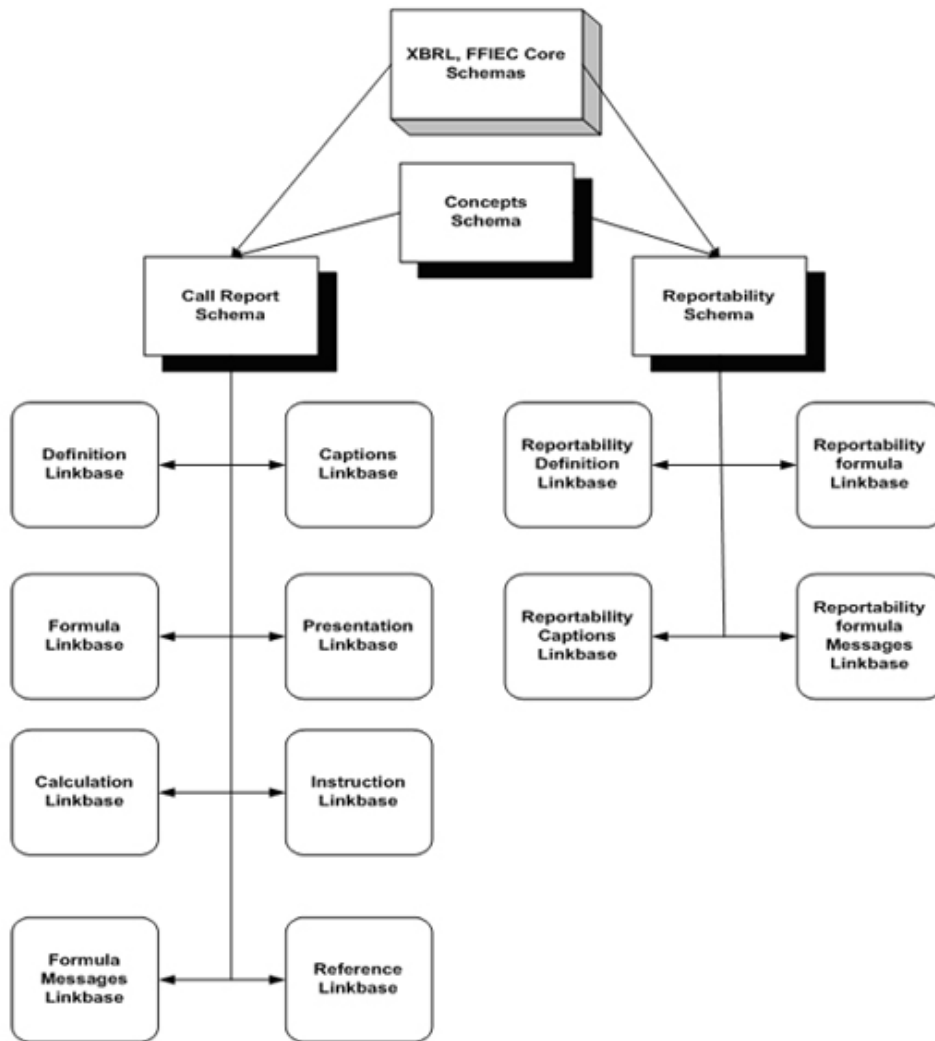 XBRL, FFIEC Core
Schemas
Concepts
Schema
Call Report
Schema
Reportability
Schema
Definition
Linkbase
Captions
Linkbase
Reportability
Definition
Linkbase
Reportability
formula
Linkbase
Formula
Linkbase
Presentation
Linkbase
Reportability
Captions
Linkbase
Reportability
formula
Messages
Linkbase
Calculation
Linkbase
Instruction
Linkbase
Formula
Messages
Linkbase
Reference
Linkbase